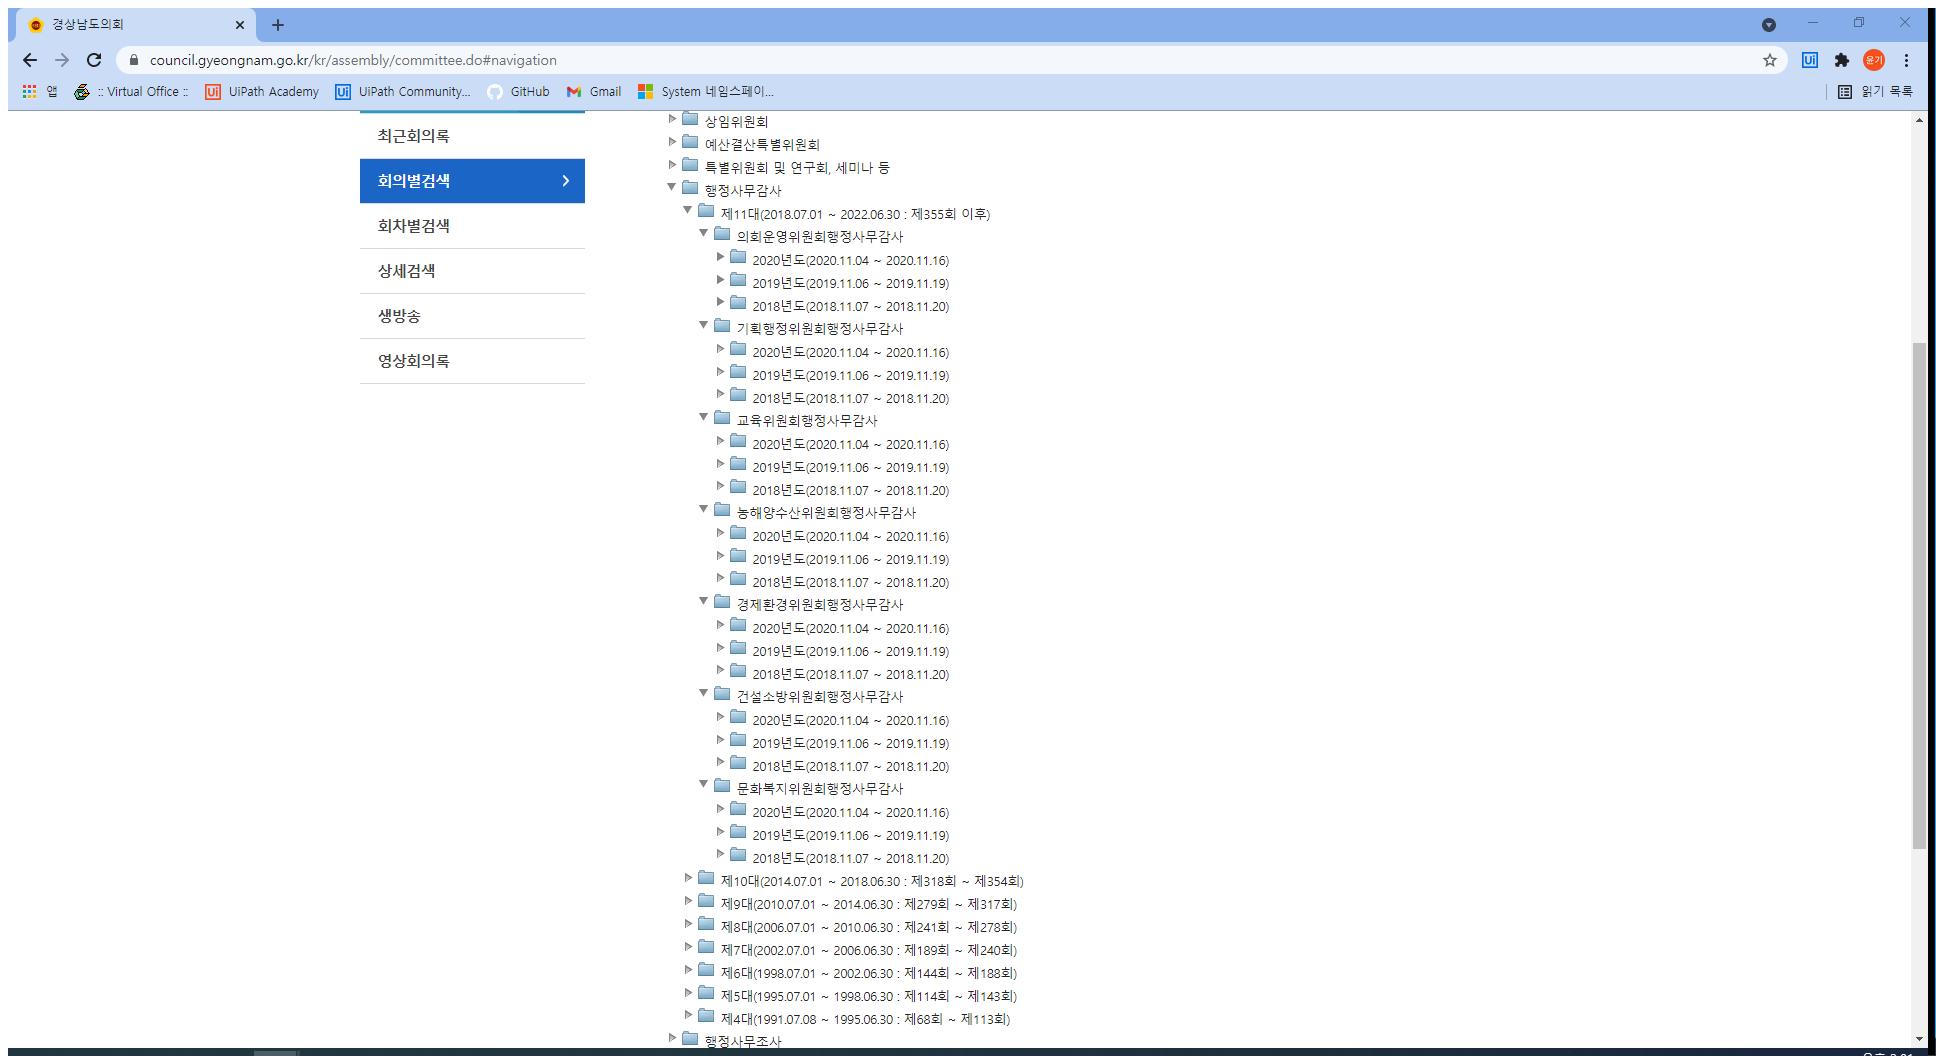 경상남도의회
council.gyeongnam.go.kr/kr/assembly/committee.do#navigation
윤기
앱 :: Virtual Office :: UiPath Academy UiPath Community... GitHub Gmail System 네임스페이... 읽기 목록
최근회의록
회의별검색
회차별검색
상세검색
생방송
영상회의록
상임위원회
예산결산특별위원회
특별위원회 및 연구회, 세미나 등
행정사무감사
제11대(2018.07.01 ~ 2022.06.30 : 제355회 이후)
의회운영위원회행정사무감사
2020년도(2020.11.04 ~ 2020.11.16)
2019년도(2019.11.06 ~ 2019.11.19)
2018년도(2018.11.07 ~ 2018.11.20)
기획행정위원회행정사무감사
2020년도(2020.11.04 ~ 2020.11.16)
2019년도(2019.11.06 ~ 2019.11.19)
2018년도(2018.11.07 ~ 2018.11.20)
교육위원회행정사무감사
2020년도(2020.11.04 ~ 2020.11.16)
2019년도(2019.11.06 ~ 2019.11.19)
2018년도(2018.11.07 ~ 2018.11.20)
농해양수산위원회행정사무감사
2020년도(2020.11.04 ~ 2020.11.16)
2019년도(2019.11.06 ~ 2019.11.19)
2018년도(2018.11.07 ~ 2018.11.20)
경제환경위원회행정사무감사
2020년도(2020.11.04 ~ 2020.11.16)
2019년도(2019.11.06 ~ 2019.11.19)
2018년도(2018.11.07 ~ 2018.11.20)
건설소방위원회행정사무감사
2020년도(2020.11.04 ~ 2020.11.16)
2019년도(2019.11.06 ~ 2019.11.19)
2018년도(2018.11.07 ~ 2018.11.20)
문화복지위원회행정사무감사
2020년도(2020.11.04 ~ 2020.11.16)
2019년도(2019.11.06 ~ 2019.11.19)
2018년도(2018.11.07 ~ 2018.11.20)
제10대(2014.07.01 ~ 2018.06.30 : 제318회 ~ 제354회)
제9대(2010.07.01 ~ 2014.06.30 : 제279회 ~ 제317회)
제8대(2006.07.01 ~ 2010.06.30 : 제241회 ~ 제278회)
제7대(2002.07.01 ~ 2006.06.30 : 제189회 ~ 제240회)
제6대(1998.07.01 ~ 2002.06.30 : 제144회 ~ 제188회)
제5대(1995.07.01 ~ 1998.06.30 : 제114회 ~ 제143회)
제4대(1991.07.08 ~ 1995.06.30 : 제68회 ~ 제113회)
행정사무조사